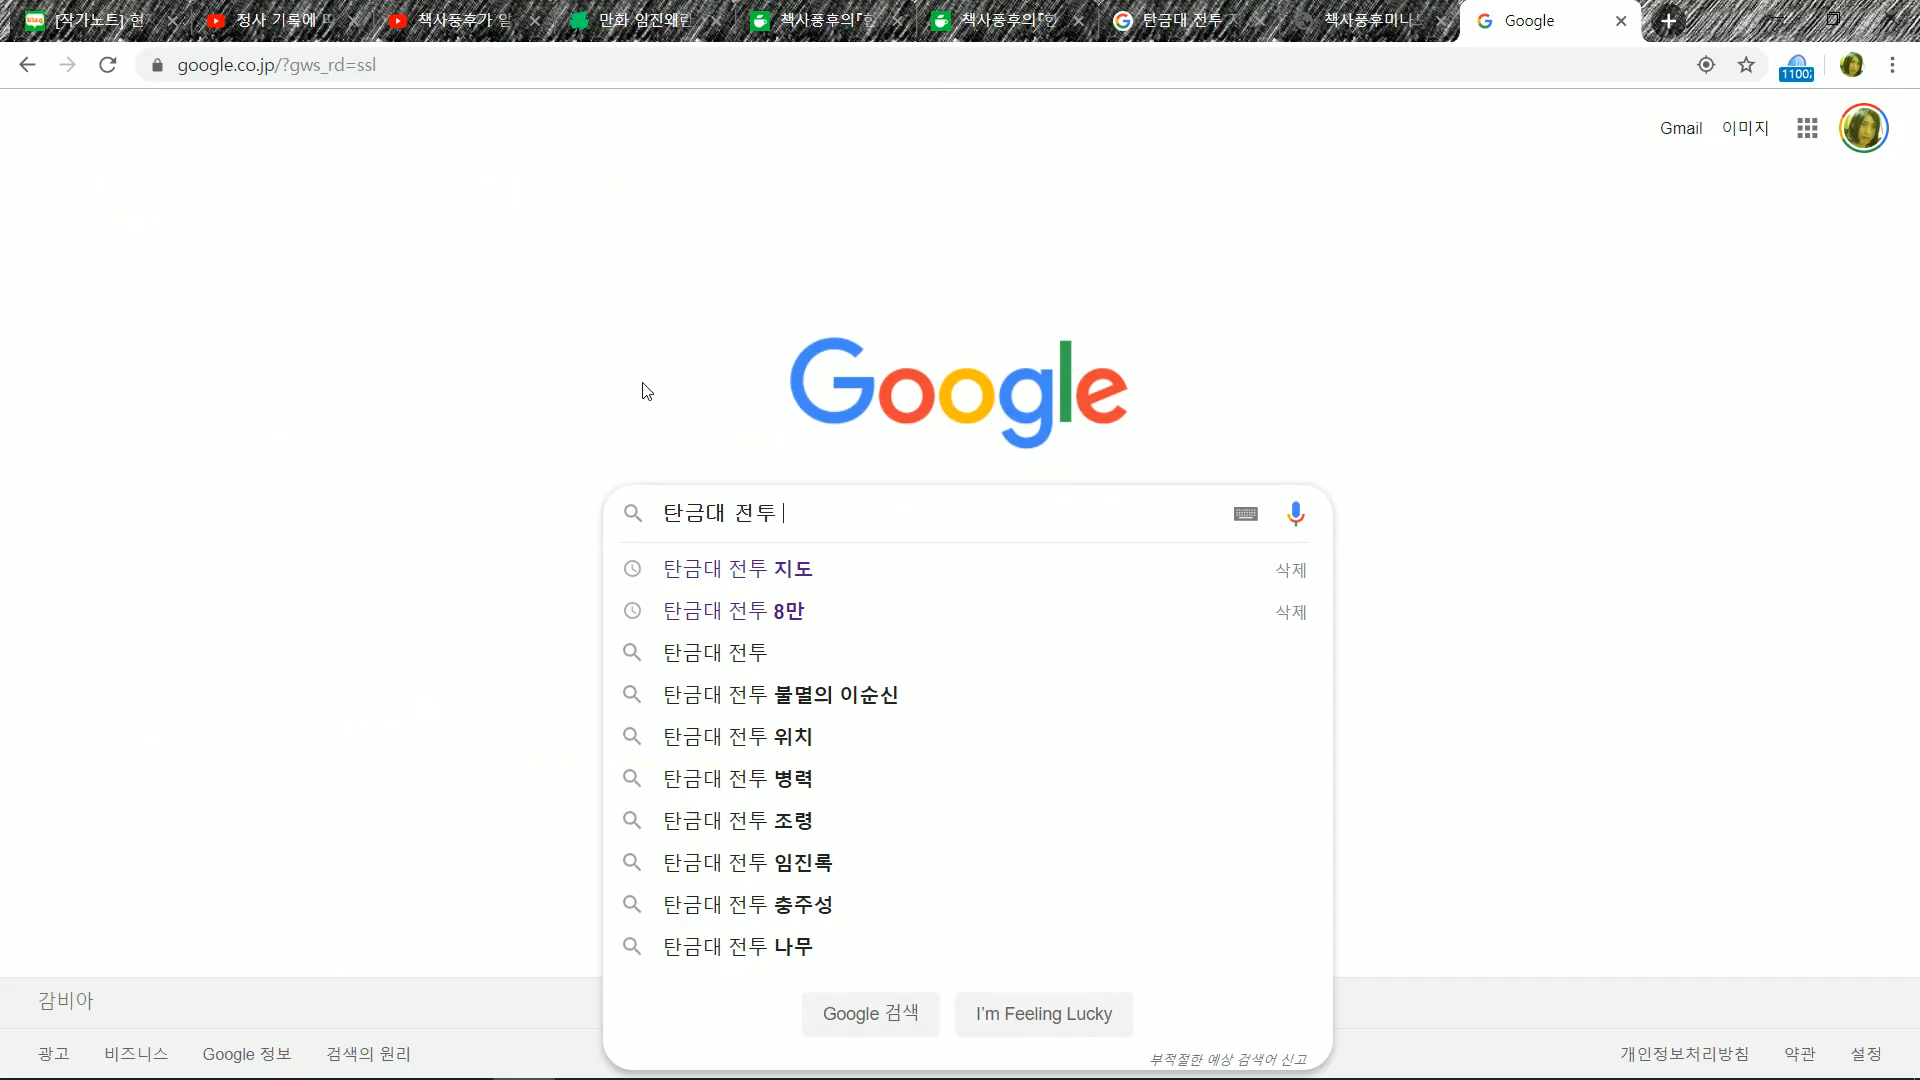 [작가노트] 현
정사 기록에 따
책사풍후가 일
만화 임진왜란
책사풍후의『한
책사풍후의『한
탄금대 전투 지
책사풍후미나
Google
google.co.jp/?gws_rd=ssl
1100
Gmail 이미지
Google
탄금대 전투
탄금대 전투 지도 삭제
탄금대 전투 8만 삭제
탄금대 전투
탄금대 전투 불멸의 이순신
탄금대 전투 위치
탄금대 전투 병력
탄금대 전투 조령
탄금대 전투 임진록
탄금대 전투 충주성
탄금대 전투 나무
Google 검색 I'm Feeling Lucky
부적절한 예상 검색어 신고
감비아
광고 비즈니스 Google 정보 검색의 원리 개인정보처리방침 약관 설정